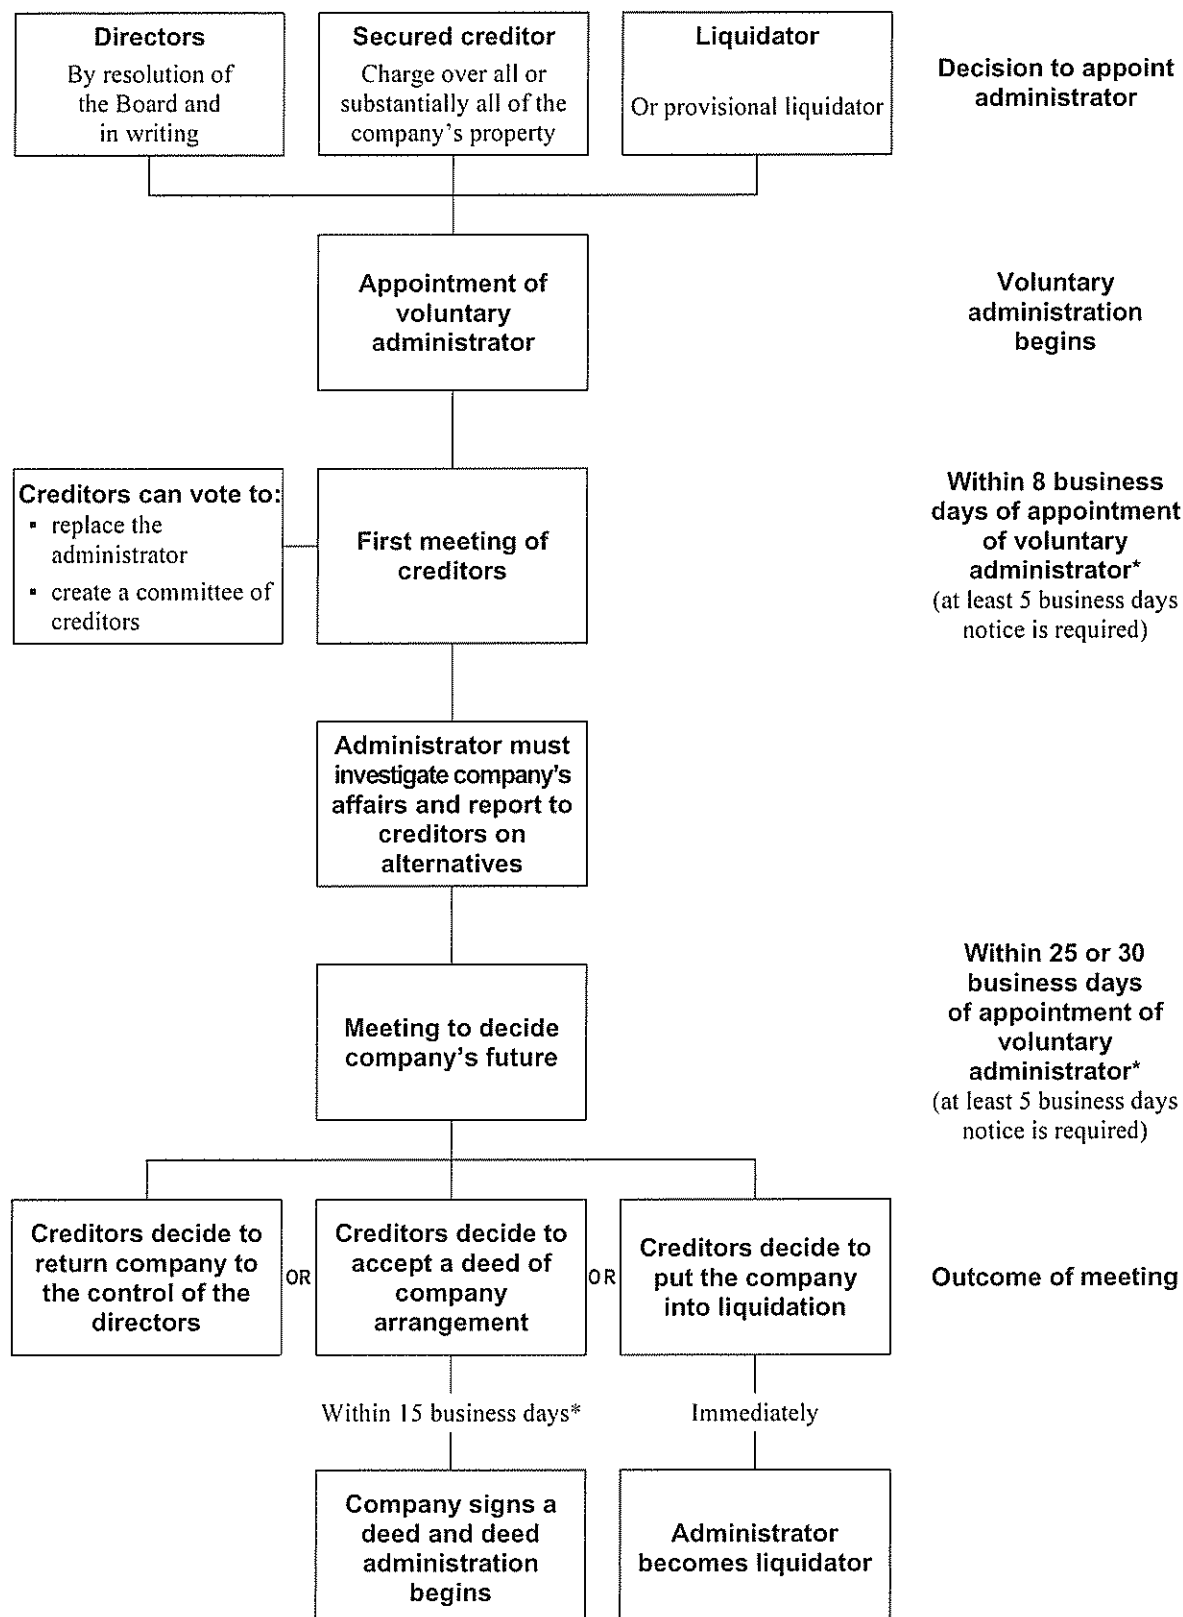 Directors
By resolution of
the Board and
in writing
Secured creditor
Charge over all or
substantially all of the
company's property
Liquidator
Or provisional liquidator
Decision to appoint
administrator
Appointment of
voluntary
administrator
Voluntary
administration
begins
Creditors can vote to:
▪ replace the
administrator
▪ create a committee of
creditors
First meeting of
creditors
Within 8 business
days of appointment
of voluntary
administrator*
(at least 5 business days
notice is required)
Administrator must
investigate company's
affairs and report to
creditors on
alternatives
Meeting to decide
company's future
Within 25 or 30
business days
of appointment of
voluntary
administrator*
(at least 5 business days
notice is required)
Creditors decide to
return company to
the control of the
directors
OR
Creditors decide to
accept a deed of
company
arrangement
OR
Creditors decide to
put the company
into liquidation
Outcome of meeting
Within 15 business days*
Immediately
Company signs a
deed and deed
administration
begins
Administrator
becomes liquidator